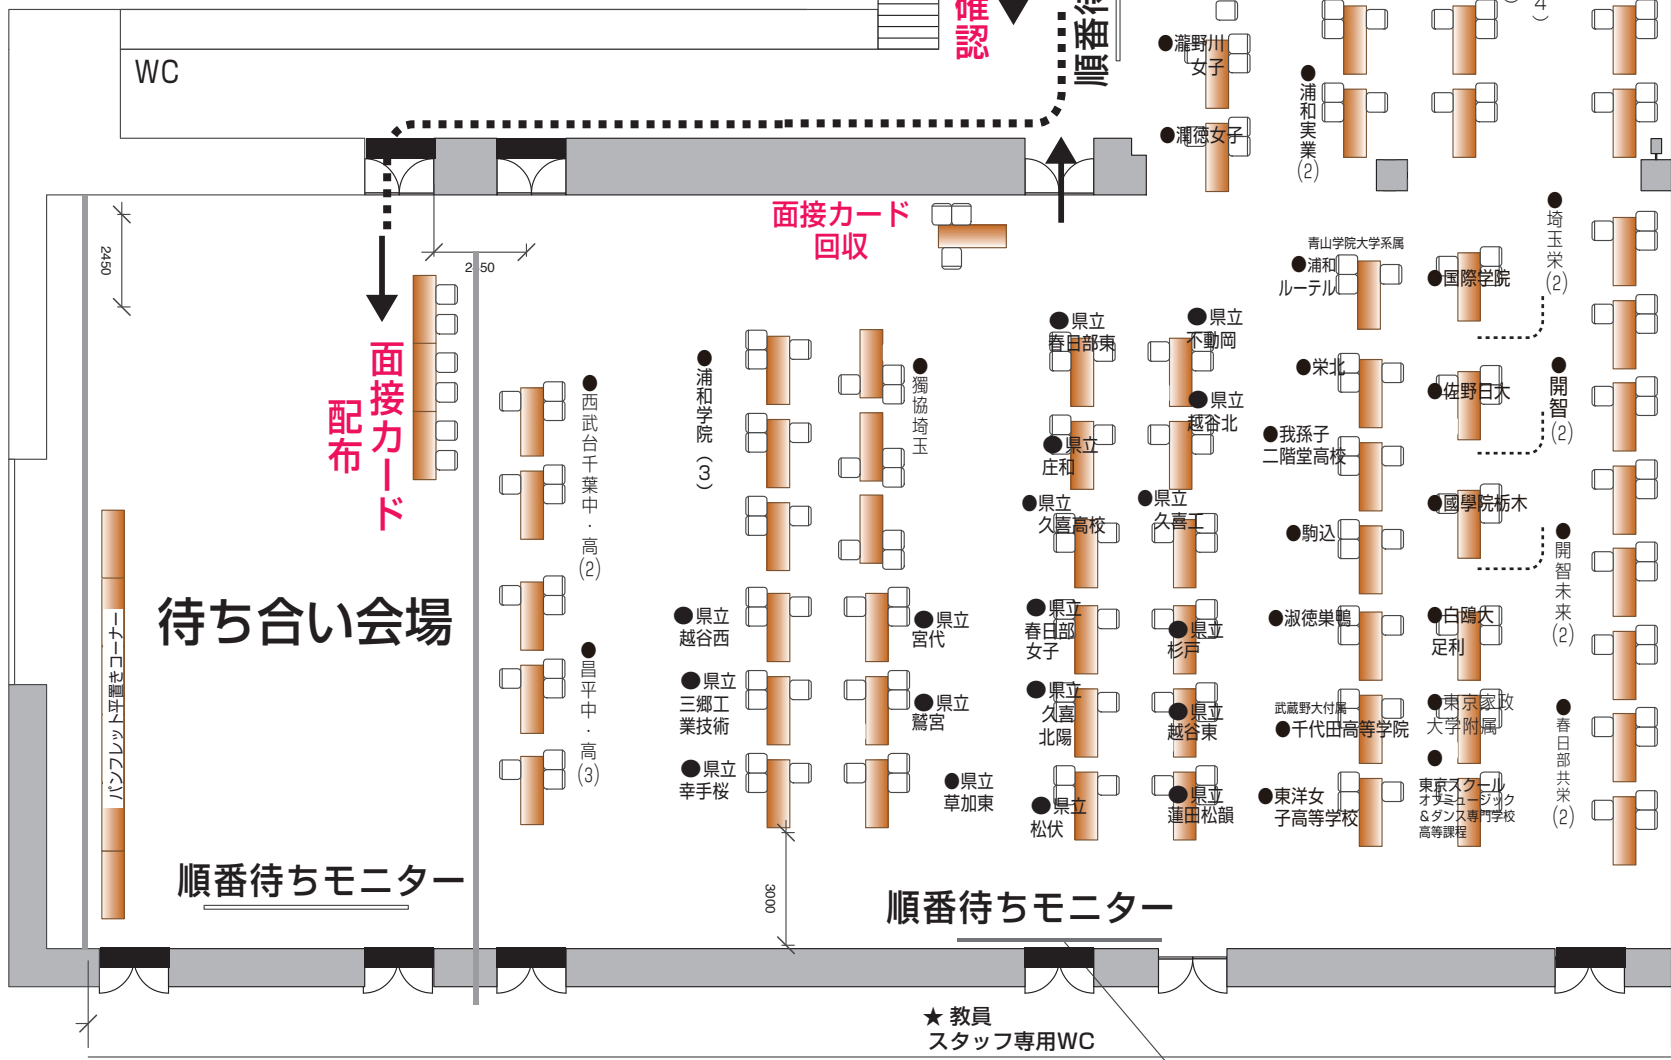 確認
順番待
4)
WC
●瀧野川
女子
●潤徳女子
●浦和実業(2)
面接カード
回収
2450
2450
面接カード
配布
●西武台千葉中・高(2)
●昌平中・高(3)
●浦和学院(3)
●獨協埼玉
●県立
春日部東
●県立
不動岡
●県立
庄和
●県立
越谷北
●県立
久喜高校
●県立
久喜工
●県立
越谷西
●県立
宮代
●県立
春日部
女子
●県立
杉戸
●県立
三郷工
業技術
●県立
鷲宮
●県立
久喜
北陽
●県立
越谷東
●県立
幸手桜
●県立
草加東
●県立
松伏
●県立
蓮田松韻
青山学院大学系属
●浦和
ルーテル
●国際学院
●埼玉栄(2)
●栄北
●佐野日大
●開智(2)
●我孫子
二階堂高校
●國學院栃木
●駒込
●開智未来(2)
●淑徳巣鴨
●白鴎大
足利
武蔵野大付属
●千代田高等学院
●東京家政
大学附属
●春日部共栄(2)
●東洋女
子高等学校
●
東京スクール
オブミュージック
&ダンス専門学校
高等課程
待ち合い会場
パンフレット平置きコーナー
順番待ちモニター
3000
順番待ちモニター
★ 教員
スタッフ専用WC